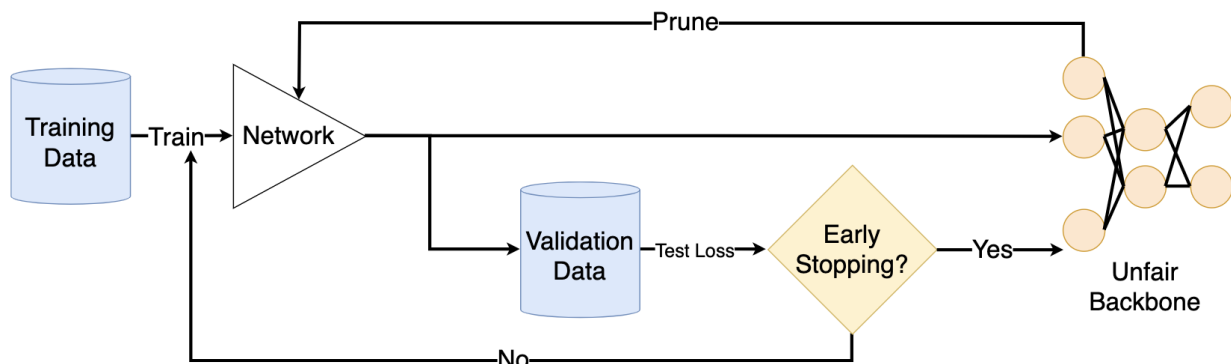 Prune
Training
Data
Train
Network
Validation
Data
Test Loss
Early
Stopping?
Yes
Unfair
Backbone
No